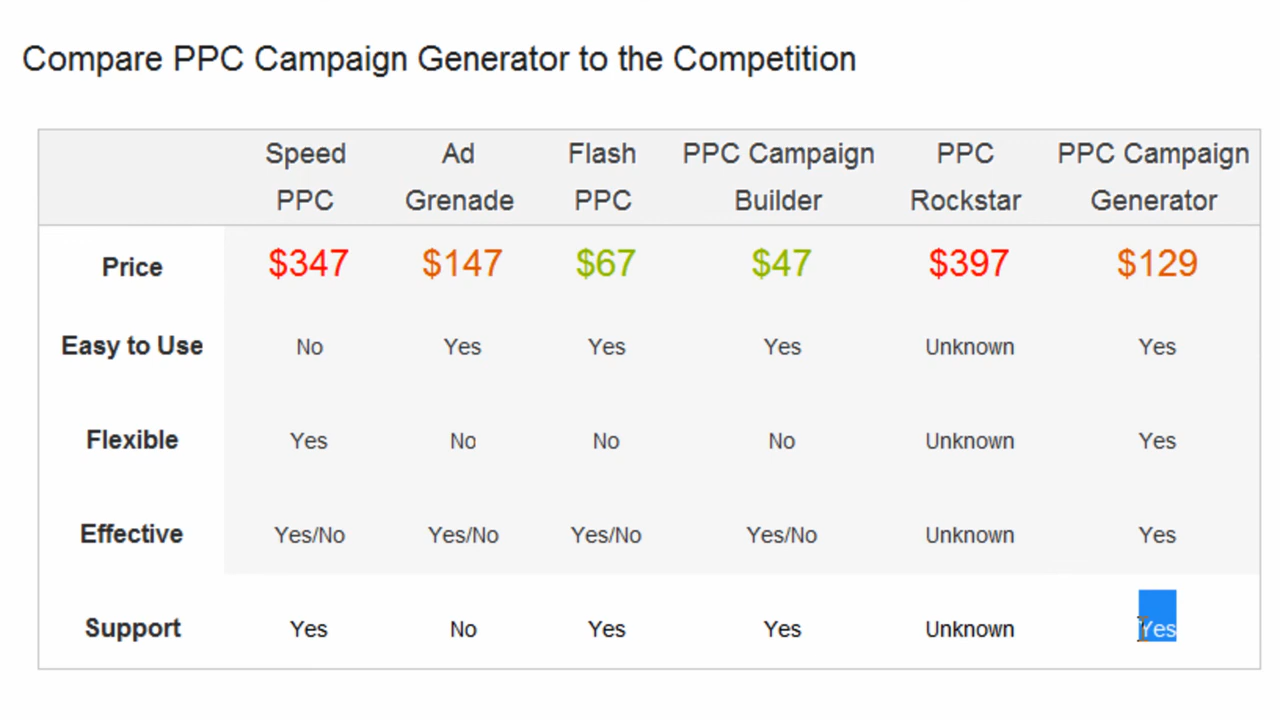 Compare PPC Campaign Generator to the Competition
Speed Ad Flash PPC Campaign PPC PPC Campaign
PPC Grenade PPC Builder Rockstar Generator
Price $347 $147 $67 $47 $397 $129
Easy to Use No Yes Yes Yes Unknown Yes
Flexible Yes No No No Unknown Yes
Effective Yes/No Yes/No Yes/No Yes/No Unknown Yes
Support Yes No Yes Yes Unknown Yes